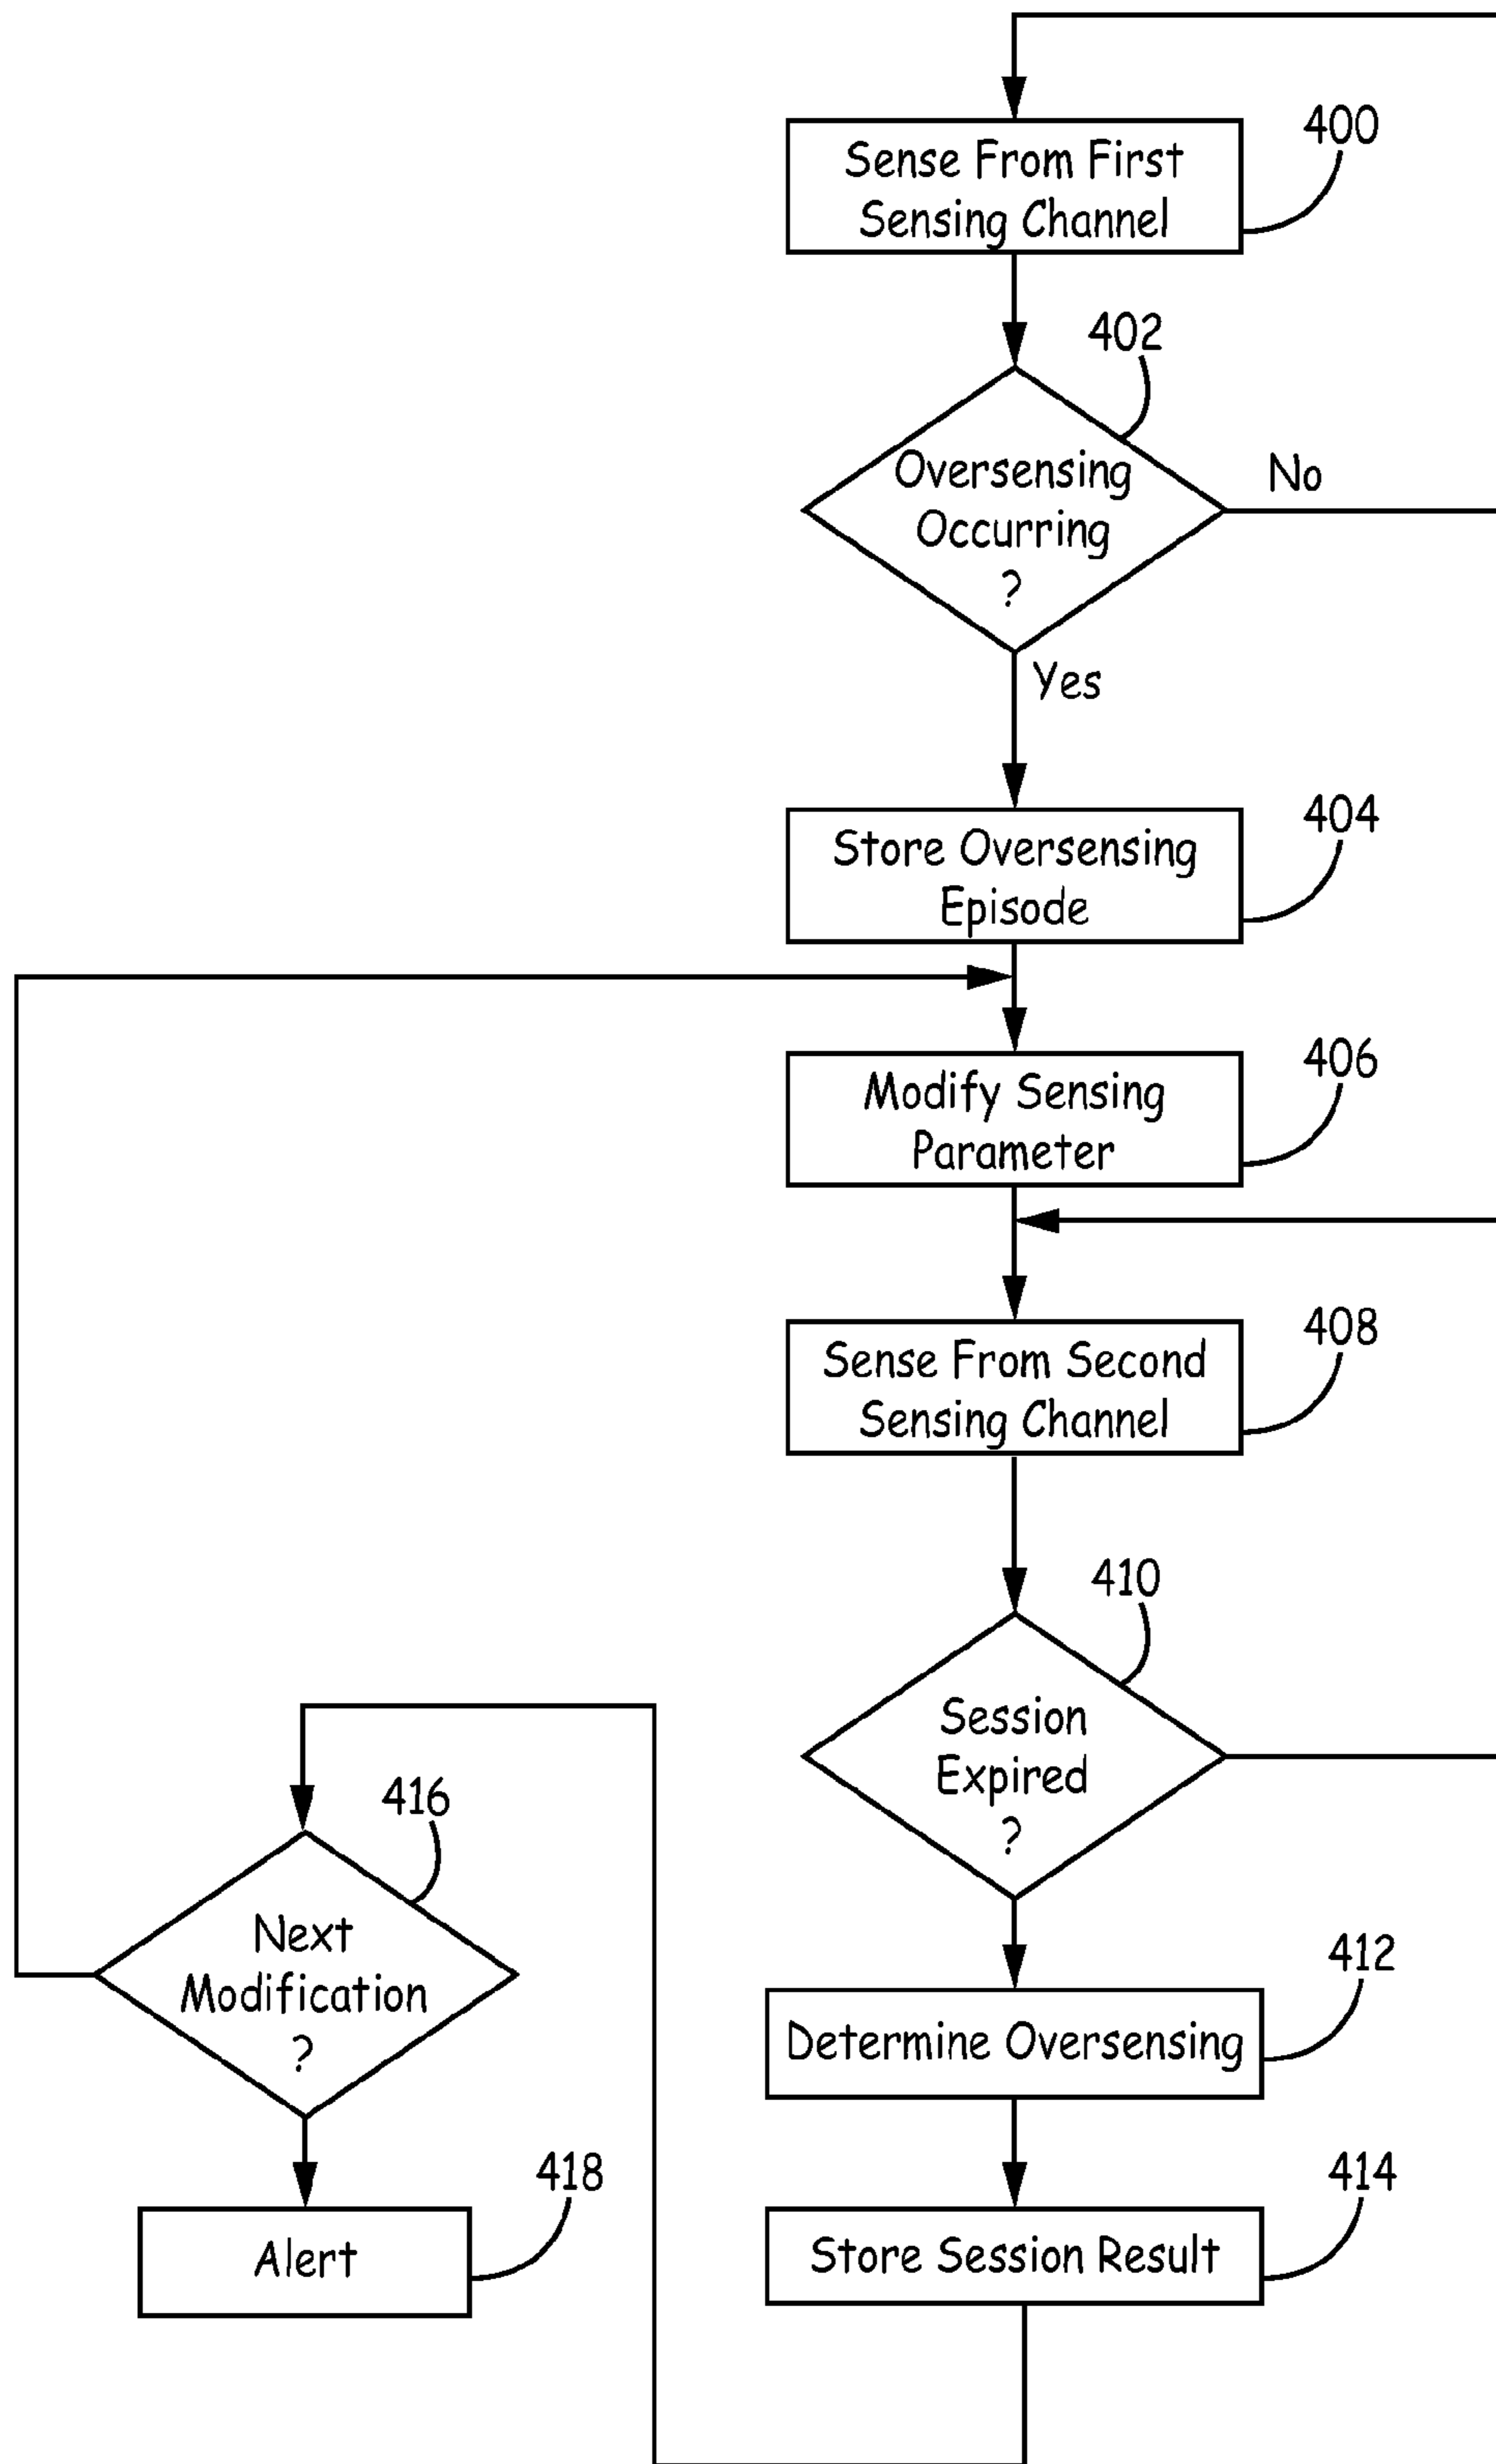 400
Sense From First
Sensing Channel
402
Oversensing
Occurring
?
No
Yes
404
Store Oversensing
Episode
406
Modify Sensing
Parameter
408
Sense From Second
Sensing Channel
410
Session
Expired
?
416
Next
Modification
?
412
Determine Oversensing
418
Alert
414
Store Session Result